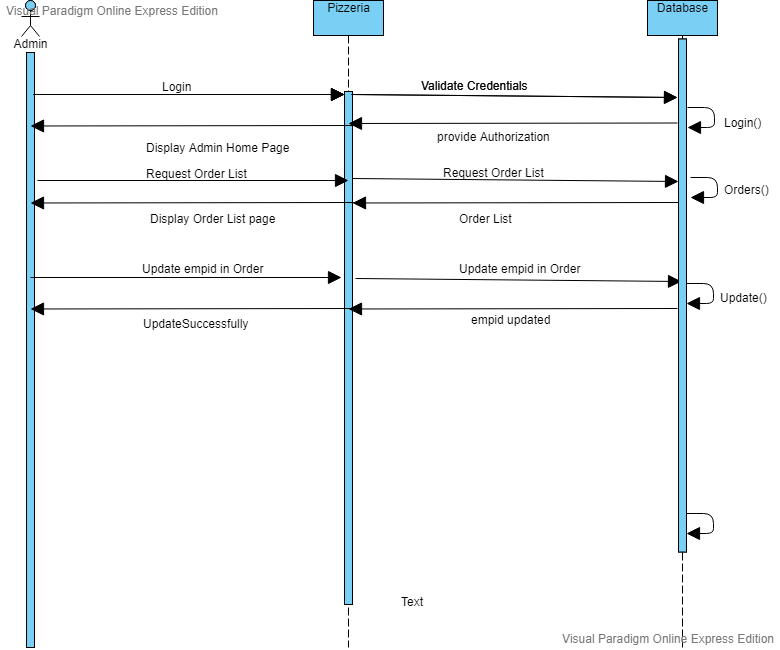 Visual Paradigm Online Express Edition
Pizzeria
Database
Admin
Login
Validate Credentials
Login()
provide Authorization
Display Admin Home Page
Request Order List
Request Order List
Orders()
Display Order List page
Order List
Update empid in Order
Update empid in Order
Update()
UpdateSuccessfully
empid updated
Text
Visual Paradigm Online Express Edition